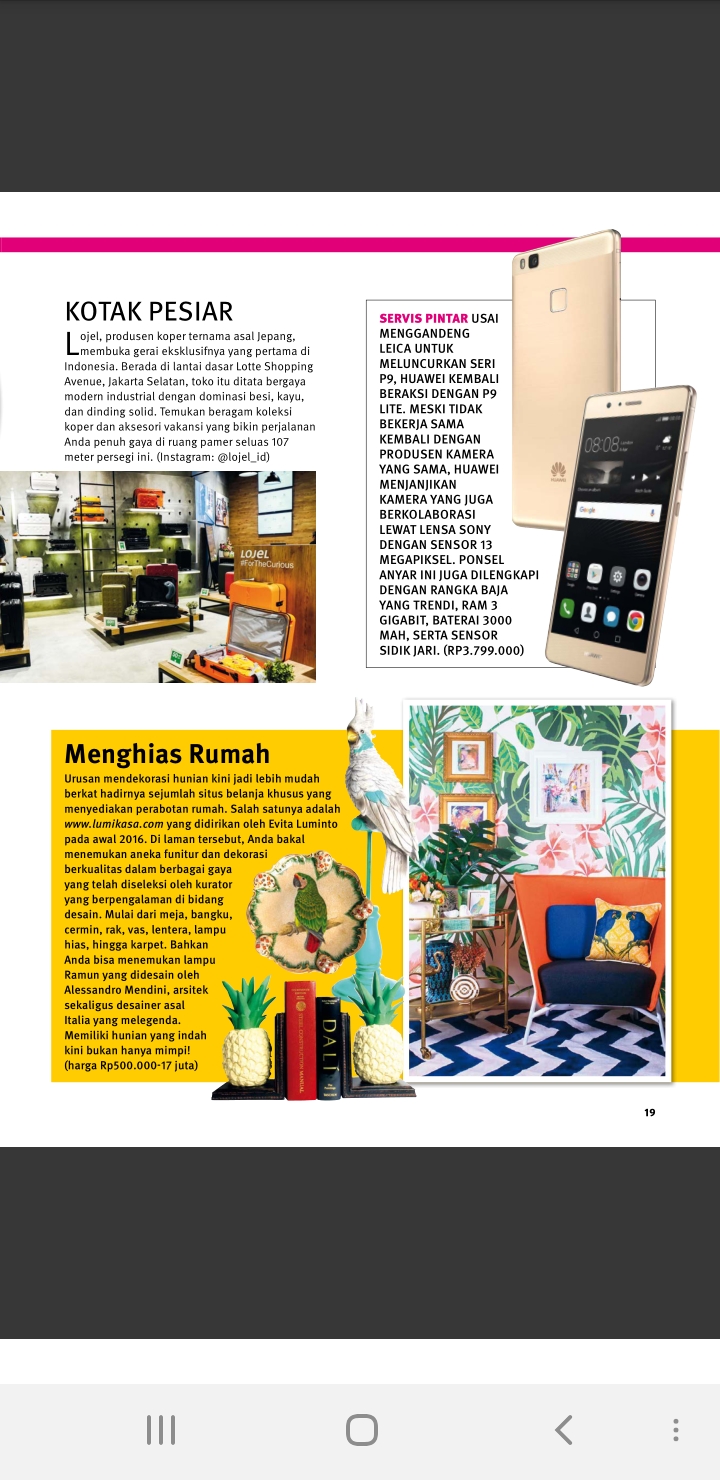 KOTAK PESIAR
Lojel, produsen koper ternama asal Jepang,
membuka gerai eksklusifnya yang pertama di
Indonesia. Berada di lantai dasar Lotte Shopping
Avenue, Jakarta Selatan, toko itu ditata bergaya
modern industrial dengan dominasi besi, kayu,
dan dinding solid. Temukan beragam koleksi
koper dan aksesori vakansi yang bikin perjalanan
Anda penuh gaya di ruang pamer seluas 107
meter persegi ini. (Instagram: @lojel_id)
LOJEL
#ForTheCurious
SERVIS PINTAR USAI
MENGGANDENG
LEICA UNTUK
MELUNCURKAN SERI
P9, HUAWEI KEMBALI
BERAKSI DENGAN P9
LITE. MESKI TIDAK
BEKERJA SAMA
KEMBALI DENGAN
PRODUSEN KAMERA
YANG SAMA, HUAWEI
MENJANJIKAN
KAMERA YANG JUGA
BERKOLABORASI
LEWAT LENSA SONY
DENGAN SENSOR 13
MEGAPIKSEL. PONSEL
ANYAR INI JUGA DILENGKAPI
DENGAN RANGKA BAJA
YANG TRENDI, RAM 3
GIGABIT, BATERAI 3000
MAH, SERTA SENSOR
SIDIK JARI. (RP3.799.000)
HUAWEI
08:08
Google
HUAWEI
Menghias Rumah
Urusan mendekorasi hunian kini jadi lebih mudah
berkat hadirnya sejumlah situs belanja khusus yang
menyediakan perabotan rumah. Salah satunya adalah
www.lumikasa.com yang didirikan oleh Evita Luminto
pada awal 2016. Di laman tersebut, Anda bakal
menemukan aneka funitur dan dekorasi
berkualitas dalam berbagai gaya
yang telah diseleksi oleh kurator
yang berpengalaman di bidang
desain. Mulai dari meja, bangku,
cermin, rak, vas, lentera, lampu
hias, hingga karpet. Bahkan
Anda bisa menemukan lampu
Ramun yang didesain oleh
Alessandro Mendini, arsitek
sekaligus desainer asal
Italia yang melegenda.
Memiliki hunian yang indah
kini bukan hanya mimpi!
(harga Rp500.000-17 juta)
STEEL CONSTRUCTION MANUAL
DALÍ
19